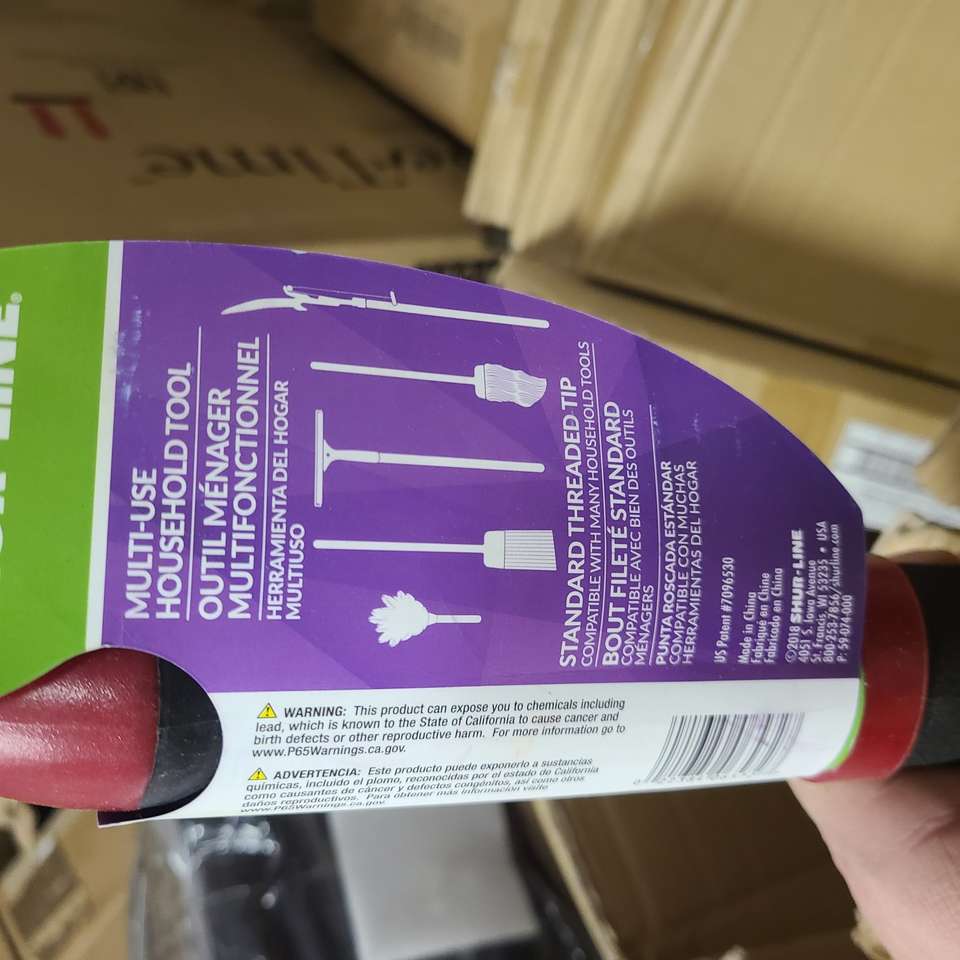 LINE®
MULTI-USE
HOUSEHOLD TOOL
OUTIL MÉNAGER
MULTIFONCTIONNEL
HERRAMIENTA DEL HOGAR
MULTIUSO
STANDARD THREADED TIP
COMPATIBLE WITH MANY HOUSEHOLD TOOLS
BOUT FILETÉ STANDARD
COMPATIBLE AVEC BIEN DES OUTILS
MÉNAGERS
PUNTA ROSCADA ESTÁNDAR
COMPATIBLE CON MUCHAS
HERRAMIENTAS DEL HOGAR
US Patent #7096530
Made in China
Fabriqué en Chine
Fabricado en China
©2018 SHUR-LINE
4051 S. Iowa Avenue
St. Francis, WI 53235 • USA
800-253-7856/shurline.com
P: 59-074-000
WARNING: This product can expose you to chemicals including
lead, which is known to the State of California to cause cancer and
birth defects or other reproductive harm. For more information go to
www.P65Warnings.ca.gov.
ADVERTENCIA: Este producto puede exponerlo a sustancias
químicas, incluido el plomo, reconocidas por el estado de California
como causantes de cáncer y defectos congénitos, así como otros
daños reproductivos. Para obtener más información visite
www.P65Warnings.ca.gov
Time